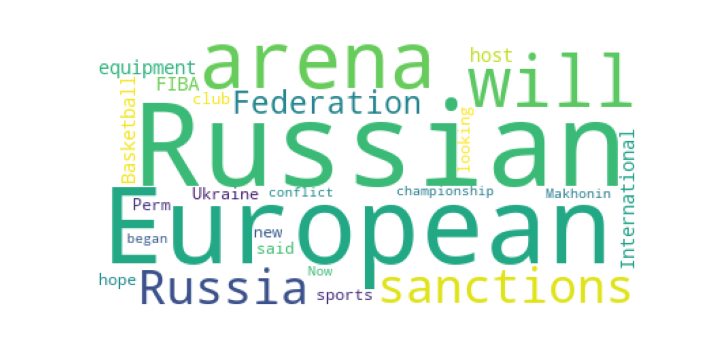 arena
host
will
equipment
FIBA
club
Federation
Basketball
Russian
looking
International
European
Perm
Ukraine
conflict
championship
Makhonin
began
new
said
hope
Russia
Now
sports
sanctions